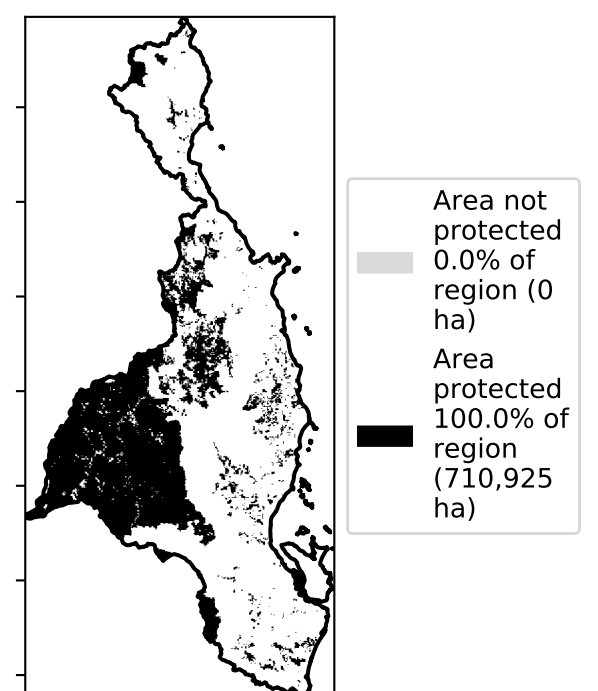 Area not
protected
0.0% of
region (0
ha)
Area
protected
100.0% of
region
(710,925
ha)